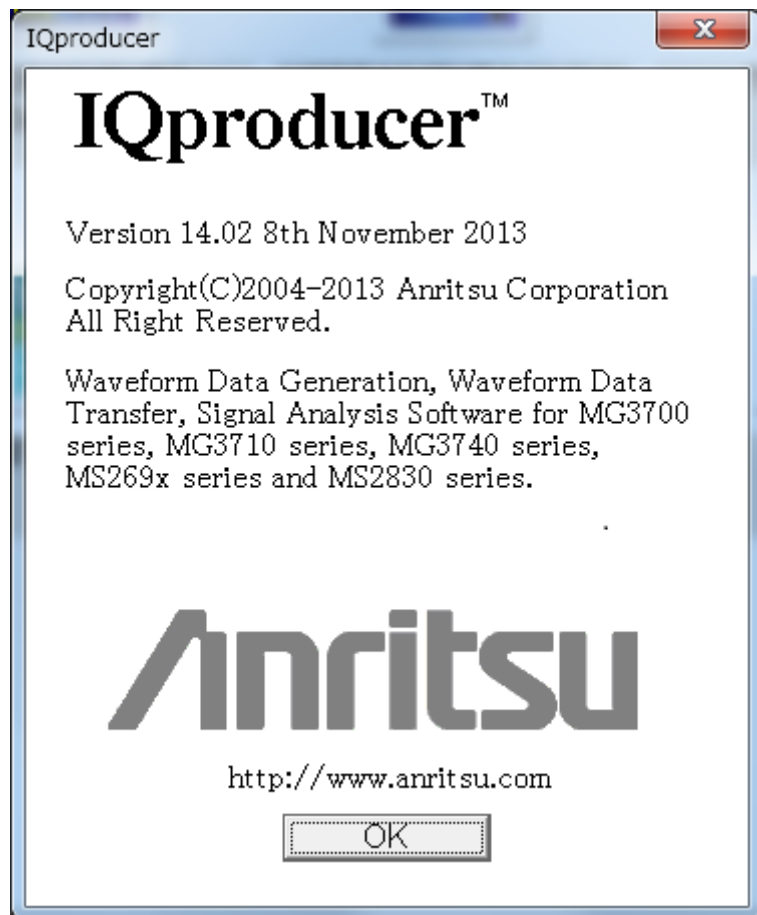 IQproducer
IQproducer™
Version 14.02 8th November 2013
Copyright(C)2004-2013 Anritsu Corporation
All Right Reserved.
Waveform Data Generation, Waveform Data
Transfer, Signal Analysis Software for MG3700
series, MG3710 series, MG3740 series,
MS269x series and MS2830 series.
.
Anritsu
http://www.anritsu.com
OK